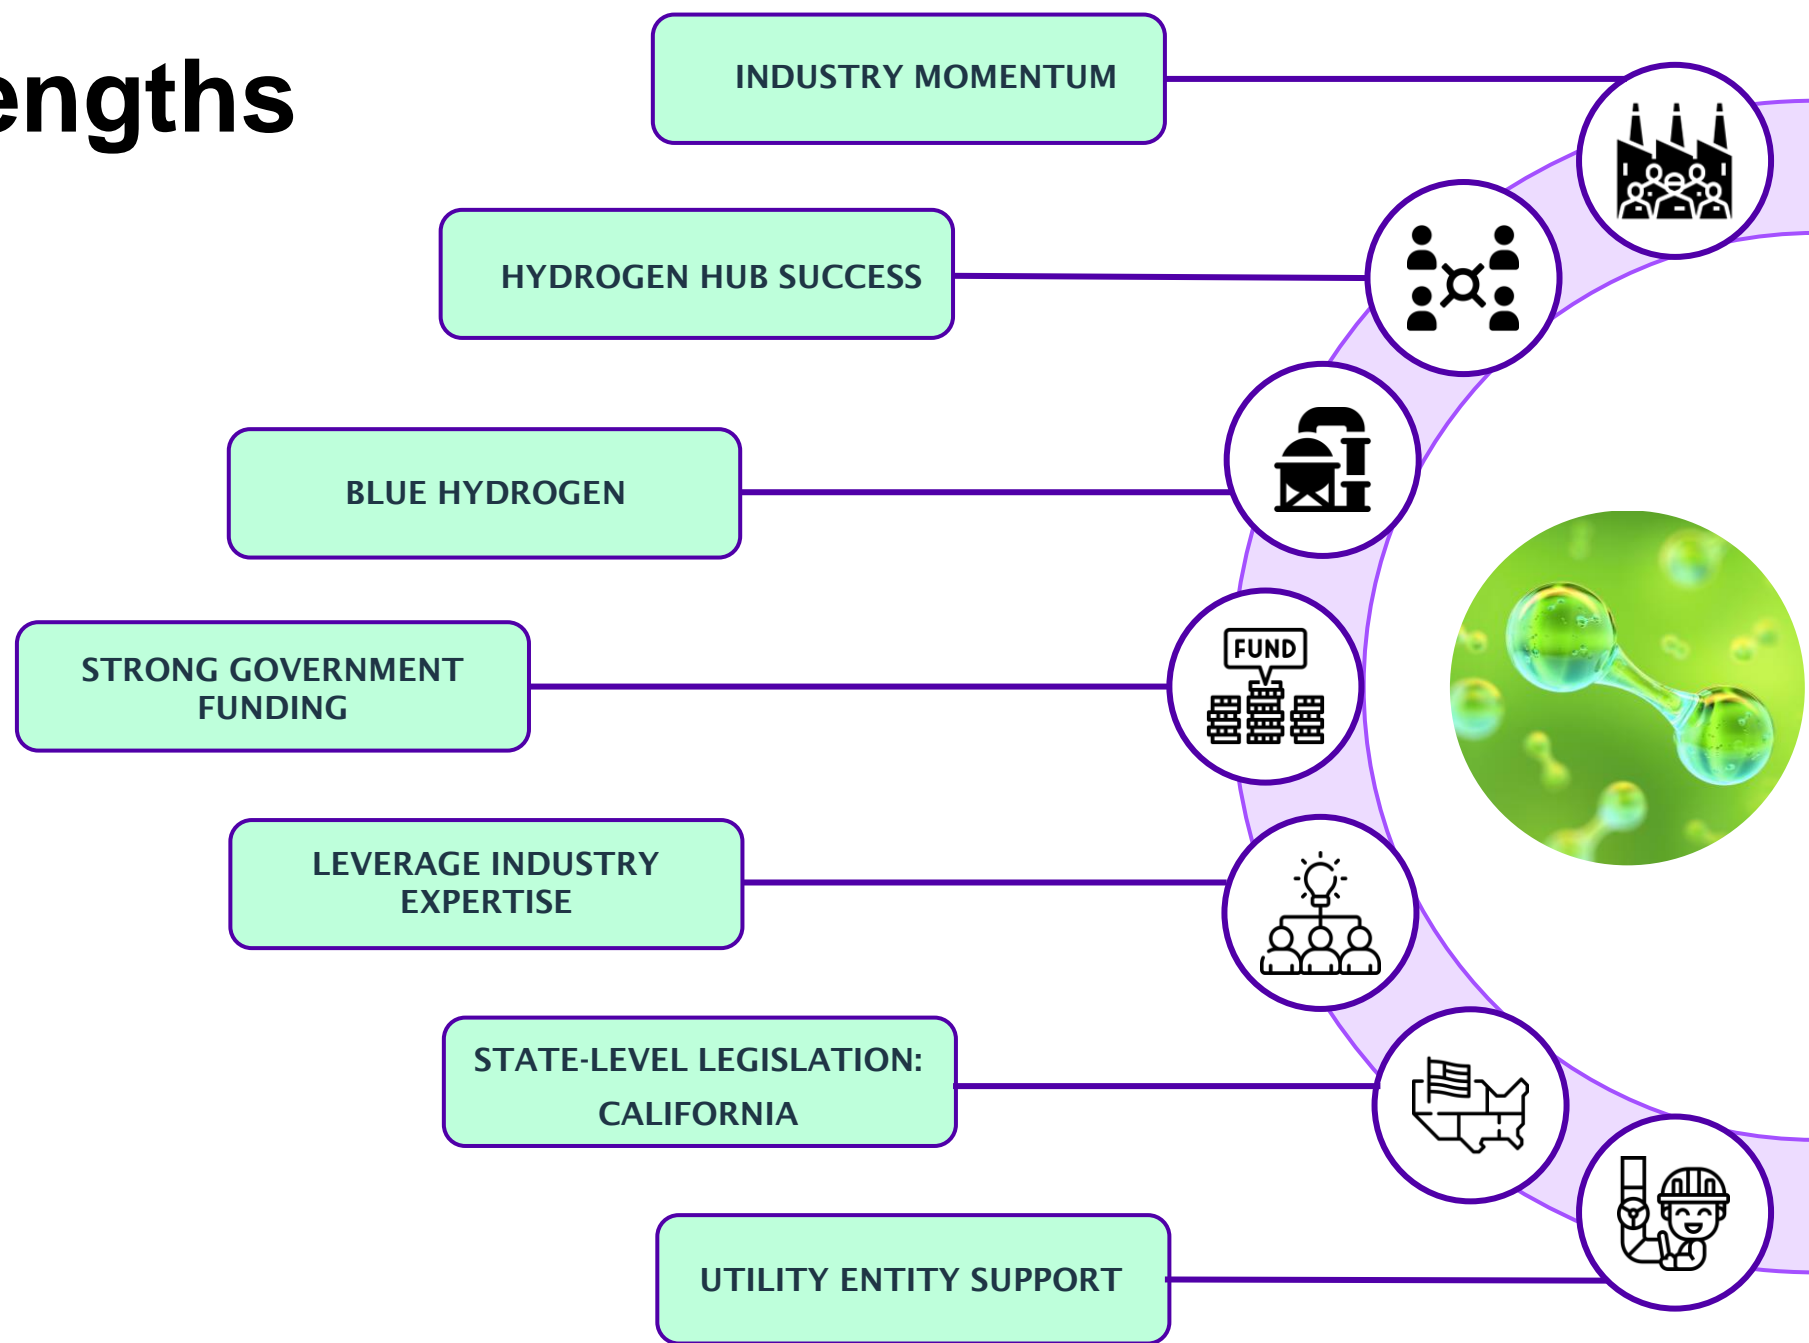 engths
INDUSTRY MOMENTUM
HYDROGEN HUB SUCCESS
BLUE HYDROGEN
STRONG GOVERNMENT
FUNDING
FUND
LEVERAGE INDUSTRY
EXPERTISE
STATE-LEVEL LEGISLATION:
CALIFORNIA
UTILITY ENTITY SUPPORT